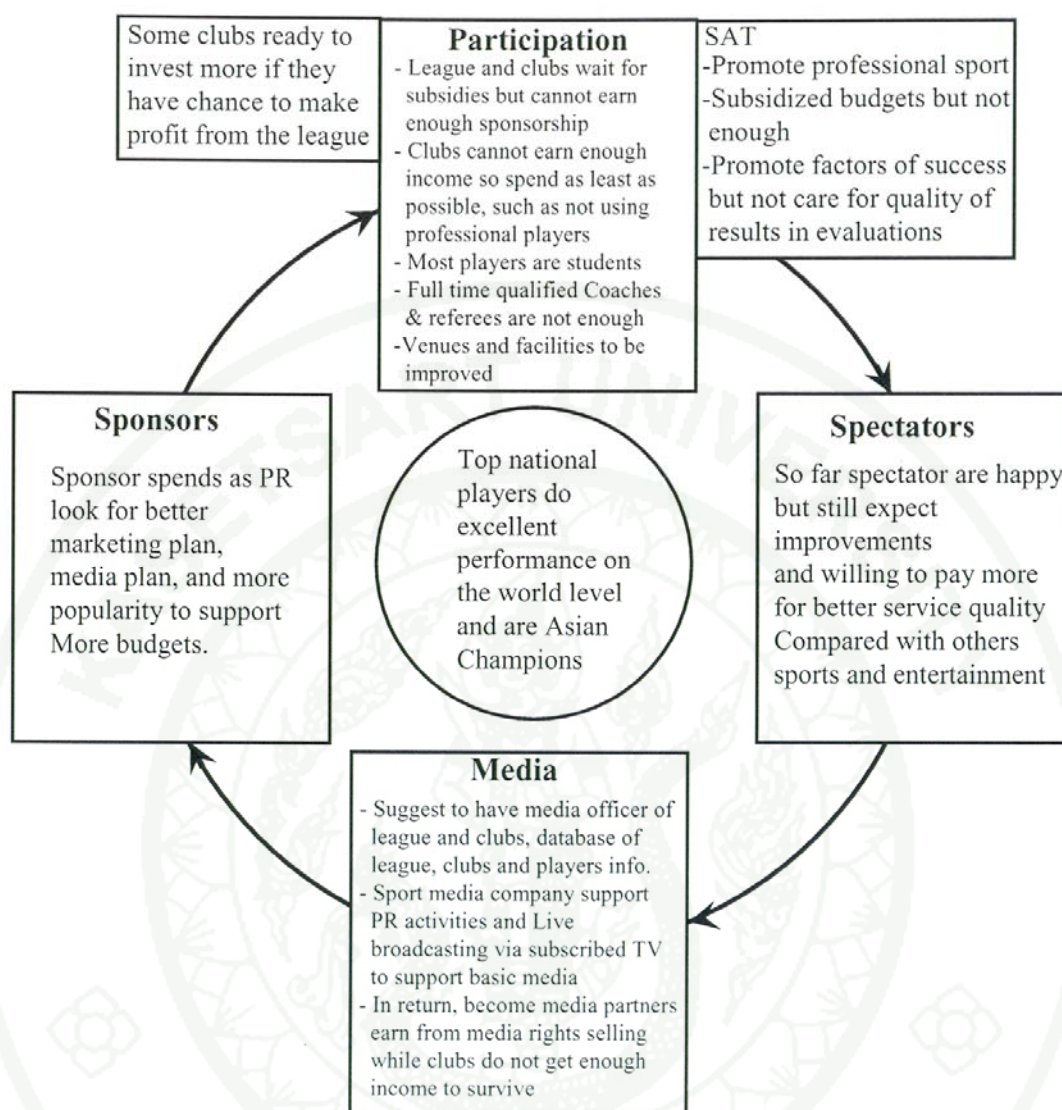 Some clubs ready to
invest more if they
have chance to make
profit from the league
Participation
- League and clubs wait for
subsidies but cannot earn
enough sponsorship
- Clubs cannot earn enough
income so spend as least as
possible, such as not using
professional players
- Most players are students
- Full time qualified Coaches
& referees are not enough
-Venues and facilities to be
improved
SAT
-Promote professional sport
-Subsidized budgets but not
enough
-Promote factors of success
but not care for quality of
results in evaluations
Sponsors
Sponsor spends as PR
look for better
marketing plan,
media plan, and more
popularity to support
More budgets.
Top national
players do
excellent
performance on
the world level
and are Asian
Champions
Spectators
So far spectator are happy
but still expect
improvements
and willing to pay more
for better service quality
Compared with others
sports and entertainment
Media
- Suggest to have media officer of
league and clubs, database of
league, clubs and players info.
- Sport media company support
PR activities and Live
broadcasting via subscribed TV
to support basic media
- In return, become media partners
earn from media rights selling
while clubs do not get enough
income to survive